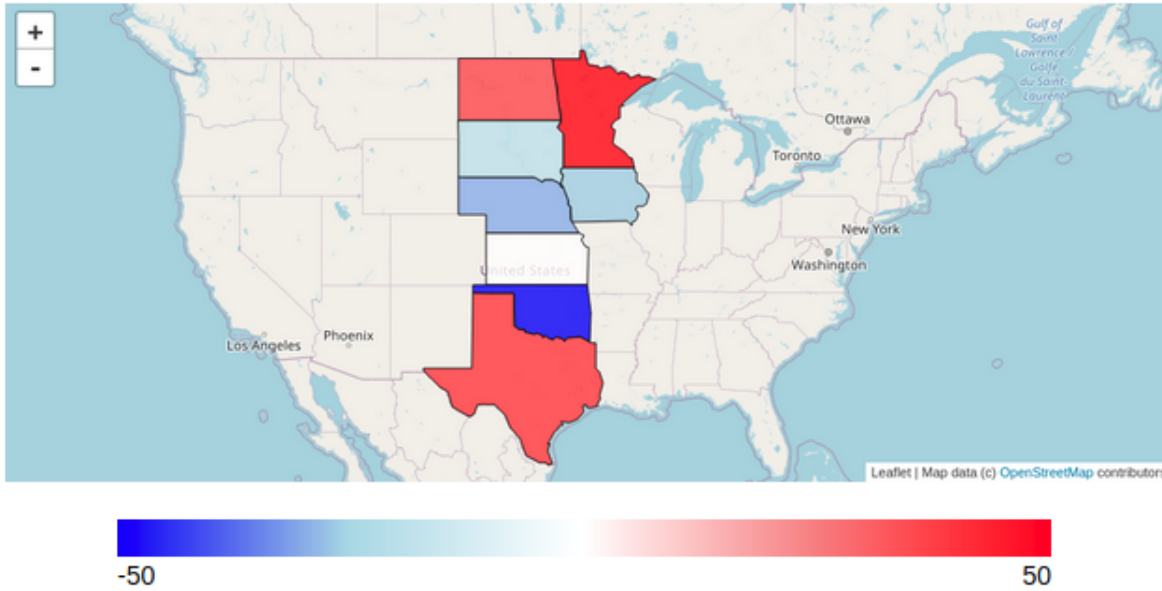 +
-
Gulf of
Saint
Lawrence /
Golfe
du Saint-
Laurent
Ottawa
Toronto
New York
Washington
United States
Phoenix
Los Angeles
Leaflet | Map data (c) OpenStreetMap contributors
-50
50